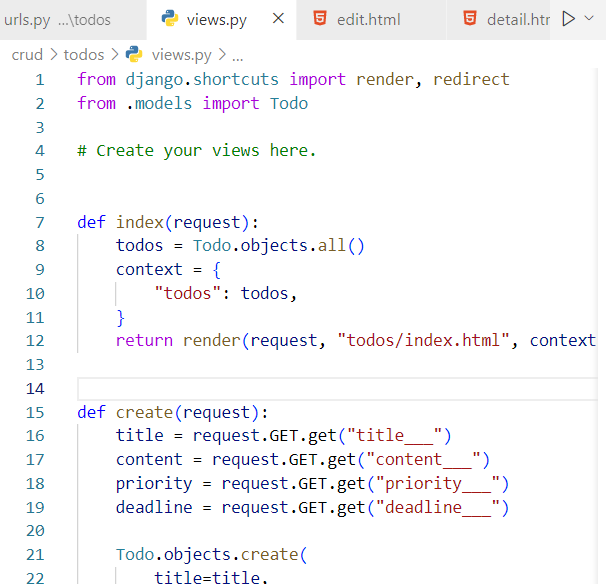 urls.py ...\todos views.py × edit.html detail.htm
crud > todos > views.py > ...
1 from django.shortcuts import render, redirect
2 from .models import Todo
3
4 # Create your views here.
5
6
7 def index(request):
8     todos = Todo.objects.all()
9     context = {
10         "todos": todos,
11     }
12     return render(request, "todos/index.html", context
13
14
15 def create(request):
16     title = request.GET.get("title___")
17     content = request.GET.get("content___")
18     priority = request.GET.get("priority___")
19     deadline = request.GET.get("deadline___")
20
21     Todo.objects.create(
22         title=title,